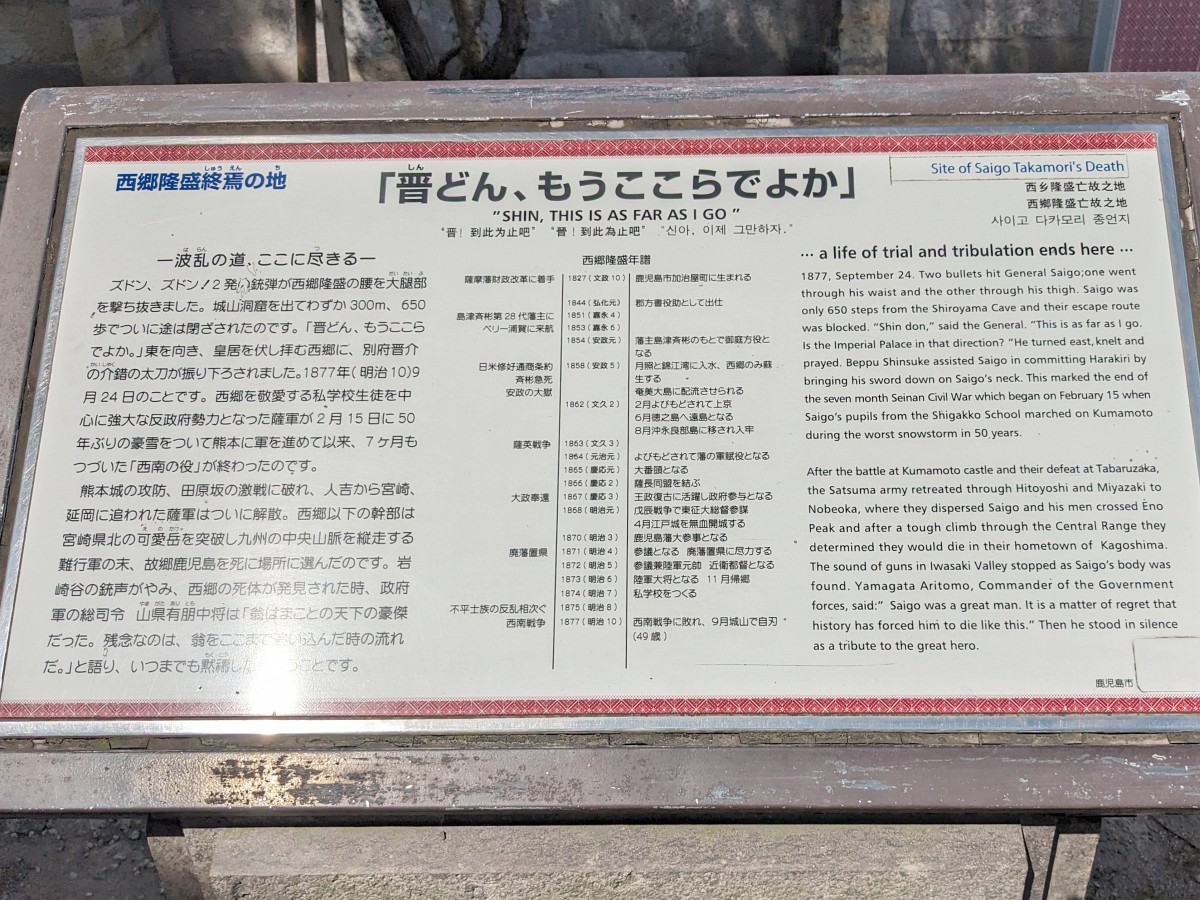 西郷隆盛終焉の地
しゅう えん ち
「晋どん、もうここらでよか」
しん
"SHIN, THIS IS AS FAR AS I GO "
"晋！到此为止吧" "晉！到此為止吧" "신아, 이제 그만하자."
Site of Saigo Takamori's Death
西乡隆盛亡故之地
西鄉隆盛亡故之地
사이고 다카모리 종언지
—波乱の道、ここに尽きる—
は らん つ
ズドン、ズドン！2発の銃弾が西郷隆盛の腰を大腿部
だい たい ぶ
を撃ち抜きました。城山洞窟を出てわずか300m、650
歩でついに途は閉ざされたのです。「晋どん、もうここら
でよか。」東を向き、皇居を伏し拝む西郷に、別府晋介
の介錯の太刀が振り下ろされました。1877年(明治10)9
かいしゃく
月24日のことです。西郷を敬愛する私学校生徒を中
心に強大な反政府勢力となった薩軍が2月15日に50
年ぶりの豪雪をついて熊本に軍を進めて以来、7ヶ月も
つづいた「西南の役」が終わったのです。
熊本城の攻防、田原坂の激戦に破れ、人吉から宮崎、
延岡に追われた薩軍はついに解散。西郷以下の幹部は
宮崎県北の可愛岳を突破し九州の中央山脈を縦走する
え の たけ
難行軍の末、故郷鹿児島を死に場所に選んだのです。岩
崎谷の銃声がやみ、西郷の死体が発見された時、政府
軍の総司令 山県有朋中将は「翁はまことの天下の豪傑
やま がた あり とも
だった。残念なのは、翁をここまで追い込んだ時の流れ
だ。」と語り、いつまでも黙祷したということです。
西郷隆盛年譜
薩摩藩財政改革に着手 1827(文政10) 鹿児島市加治屋町に生まれる
1844(弘化元) 郡方書役助として出仕
島津斉彬第28代藩主に 1851(嘉永4)
ペリー浦賀に来航 1853(嘉永6)
1854(安政元) 藩主島津斉彬のもとで御庭方役と
なる
日米修好通商条約 1858(安政5) 月照と錦江湾に入水、西郷のみ蘇
斉彬急死 生する
安政の大獄 奄美大島に配流させられる
1862(文久2) 2月よびもどされて上京
6月徳之島へ遠島となる
8月沖永良部島に移され入牢
薩英戦争 1863(文久3)
1864(元治元) よびもどされて藩の軍賦役となる
1865(慶応元) 大番頭となる
1866(慶応2) 薩長同盟を結ぶ
大政奉還 1867(慶応3) 王政復古に活躍し政府参与となる
1868(明治元) 戊辰戦争で東征大総督参謀
4月江戸城を無血開城する
1870(明治3) 鹿児島藩大参事となる
廃藩置県 1871(明治4) 参議となる 廃藩置県に尽力する
1872(明治5) 参議兼陸軍元帥 近衛都督となる
1873(明治6) 陸軍大将となる 11月帰郷
1874(明治7) 私学校をつくる
不平士族の反乱相次ぐ 1875(明治8)
西南戦争 1877(明治10) 西南戦争に敗れ、9月城山で自刃
(49歳)
··· a life of trial and tribulation ends here ···
1877, September 24. Two bullets hit General Saigo;one went
through his waist and the other through his thigh. Saigo was
only 650 steps from the Shiroyama Cave and their escape route
was blocked. "Shin don," said the General. "This is as far as I go.
Is the Imperial Palace in that direction? "He turned east, knelt and
prayed. Beppu Shinsuke assisted Saigo in committing Harakiri by
bringing his sword down on Saigo's neck. This marked the end of
the seven month Seinan Civil War which began on February 15 when
Saigo's pupils from the Shigakko School marched on Kumamoto
during the worst snowstorm in 50 years.
After the battle at Kumamoto castle and their defeat at Tabaruzaka,
the Satsuma army retreated through Hitoyoshi and Miyazaki to
Nobeoka, where they dispersed Saigo and his men crossed Eno
Peak and after a tough climb through the Central Range they
determined they would die in their hometown of Kagoshima.
The sound of guns in Iwasaki Valley stopped as Saigo's body was
found. Yamagata Aritomo, Commander of the Government
forces, said:" Saigo was a great man. It is a matter of regret that
history has forced him to die like this." Then he stood in silence
as a tribute to the great hero.
鹿児島市